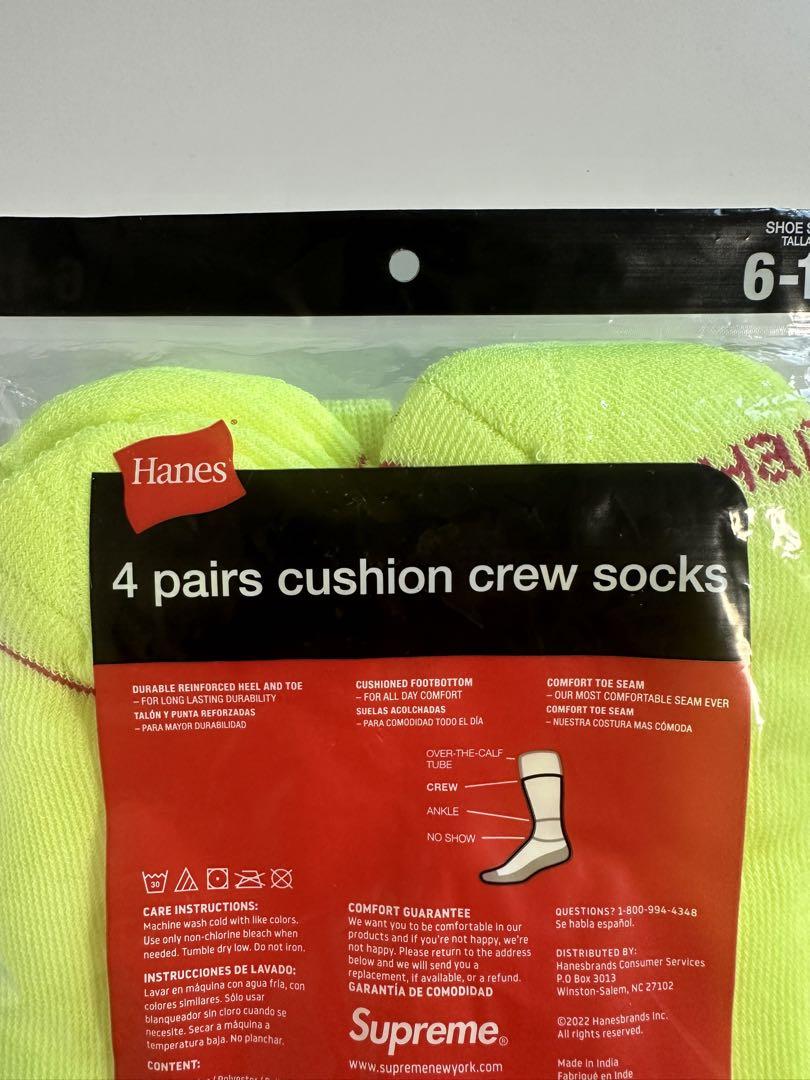 SHOE
TALLA
6-1
Hanes
4 pairs cushion crew socks
DURABLE REINFORCED HEEL AND TOE
– FOR LONG LASTING DURABILITY
TALÓN Y PUNTA REFORZADAS
– PARA MAYOR DURABILIDAD
CUSHIONED FOOTBOTTOM
– FOR ALL DAY COMFORT
SUELAS ACOLCHADAS
– PARA COMODIDAD TODO EL DÍA
COMFORT TOE SEAM
– OUR MOST COMFORTABLE SEAM EVER
COMFORT TOE SEAM
– NUESTRA COSTURA MAS CÓMODA
OVER-THE-CALF
TUBE
CREW
ANKLE
NO SHOW
30
CARE INSTRUCTIONS:
Machine wash cold with like colors.
Use only non-chlorine bleach when
needed. Tumble dry low. Do not iron.
INSTRUCCIONES DE LAVADO:
Lavar en máquina con agua fría, con
colores similares. Sólo usar
blanqueador sin cloro cuando se
necesite. Secar a máquina a
temperatura baja. No planchar.
CONTENT:
COMFORT GUARANTEE
We want you to be comfortable in our
products and if you're not happy, we're
not happy. Please return to the address
below and we will send you a
replacement, if available, or a refund.
GARANTÍA DE COMODIDAD
Supreme®
www.supremenewyork.com
QUESTIONS? 1-800-994-4348
Se habla español.
DISTRIBUTED BY:
Hanesbrands Consumer Services
P.O Box 3013
Winston-Salem, NC 27102
©2022 Hanesbrands Inc.
All rights reserved.
Made in India
Fabriqué en Inde